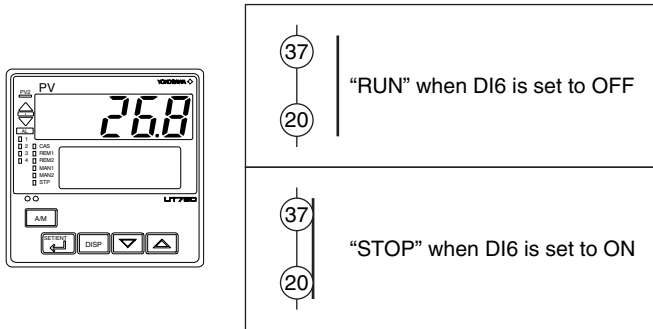 PV2
PV
YOKOGAWA
26.8
AL
1
2 CAS
3 REM1
4 REM2
MAN1
MAN2
STP
UT750
A/M
SET/ENT
DISP
37
“RUN” when DI6 is set to OFF
20
37
“STOP” when DI6 is set to ON
20